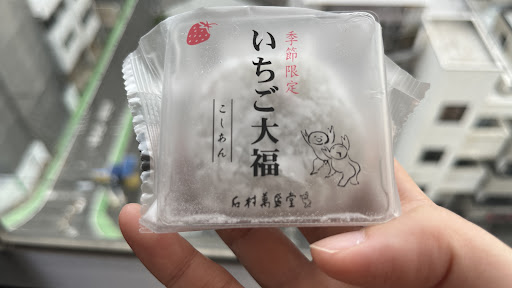 季節限定
いちご大福
こしあん
石村萬盛堂